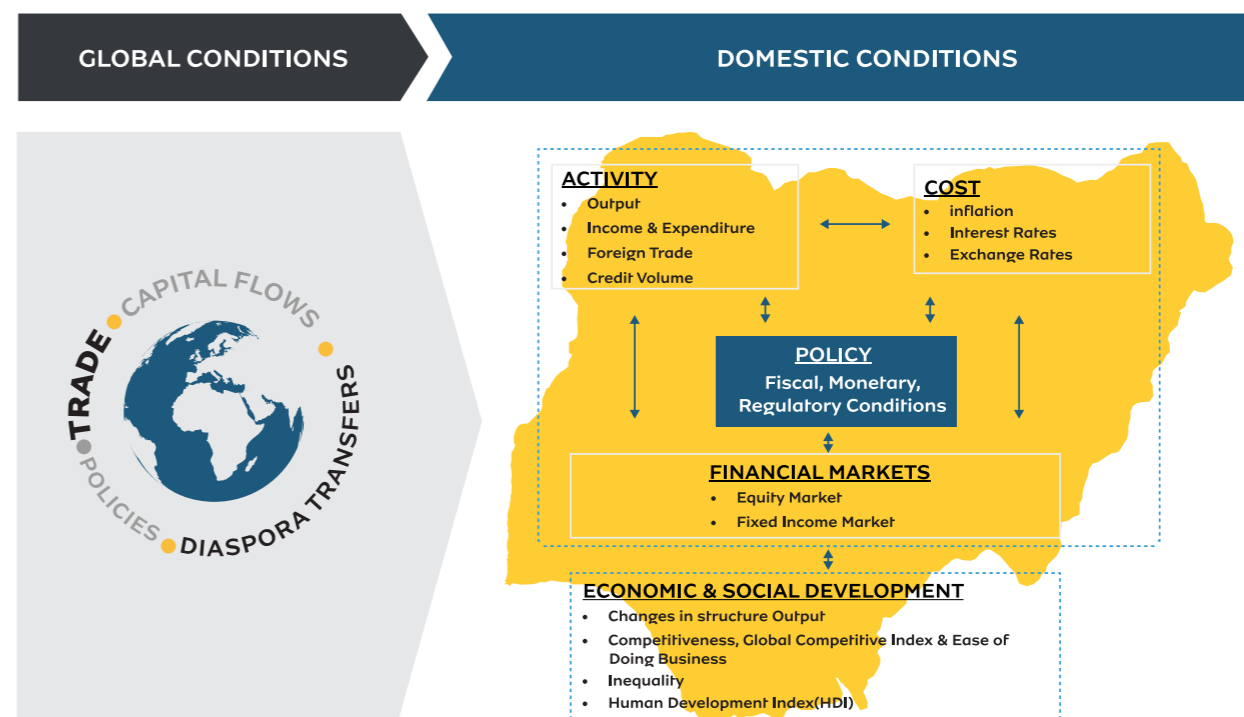 GLOBAL CONDITIONS
DOMESTIC CONDITIONS
TRADE
CAPITAL FLOWS
DIASPORA TRANSFERS
POLICIES
ACTIVITY
• Output
• Income & Expenditure
• Foreign Trade
• Credit Volume
COST
• inflation
• Interest Rates
• Exchange Rates
POLICY
Fiscal, Monetary,
Regulatory Conditions
FINANCIAL MARKETS
• Equity Market
• Fixed Income Market
ECONOMIC & SOCIAL DEVELOPMENT
• Changes in structure Output
• Competitiveness, Global Competitive Index & Ease of
Doing Business
• Inequality
• Human Development Index(HDI)